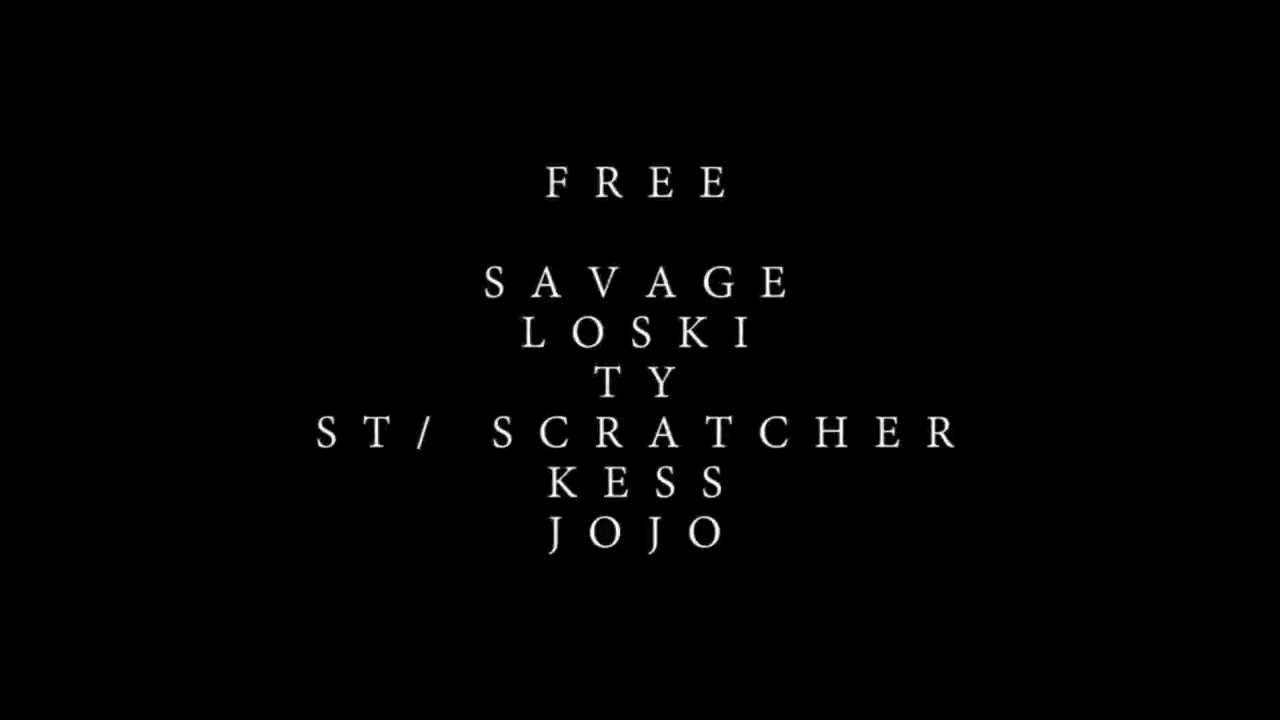 FREE
SAVAGE
LOSKI
TY
ST/ SCRATCHER
KESS
JOJO